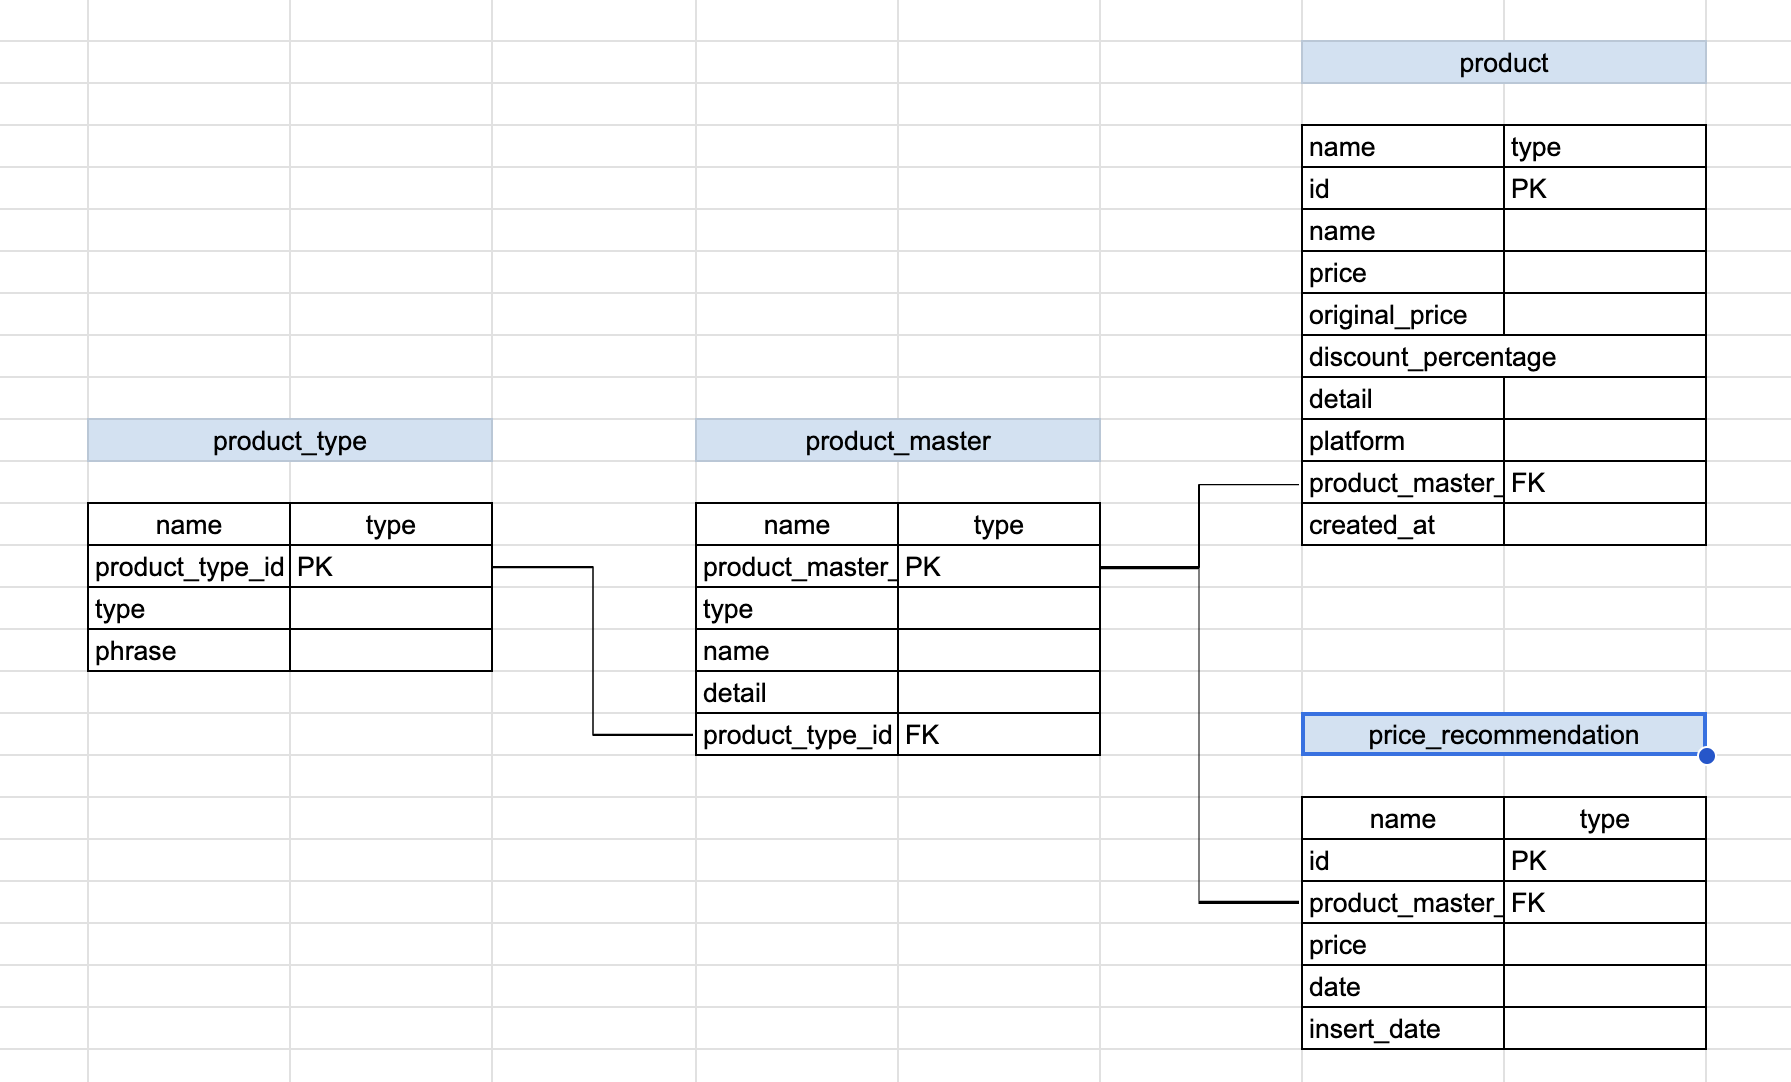 product
name type
id PK
name
price
original_price
discount_percentage
detail
platform
product_master_ FK
created_at
product_type
name type
product_type_id PK
type
phrase
product_master
name type
product_master_ PK
type
name
detail
product_type_id FK
price_recommendation
name type
id PK
product_master_ FK
price
date
insert_date